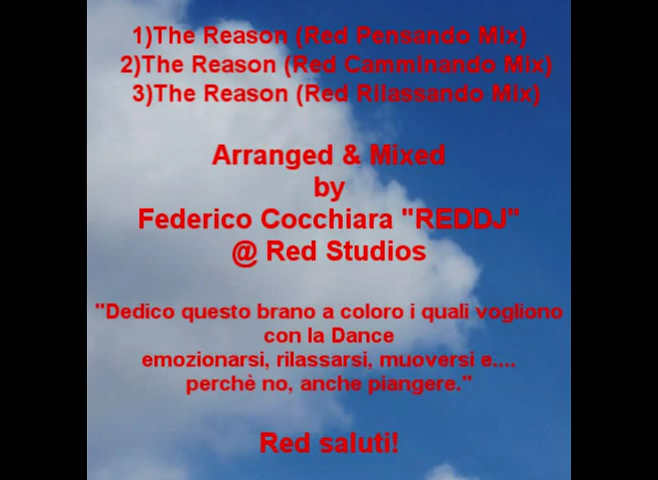 1)The Reason (Red Pensando Mix)
2)The Reason (Red Camminando Mix)
3)The Reason (Red Rilassando Mix)
Arranged & Mixed
by
Federico Cocchiara "REDDJ"
@ Red Studios
"Dedico questo brano a coloro i quali vogliono
con la Dance
emozionarsi, rilassarsi, muoversi e....
perchè no, anche piangere."
Red saluti!